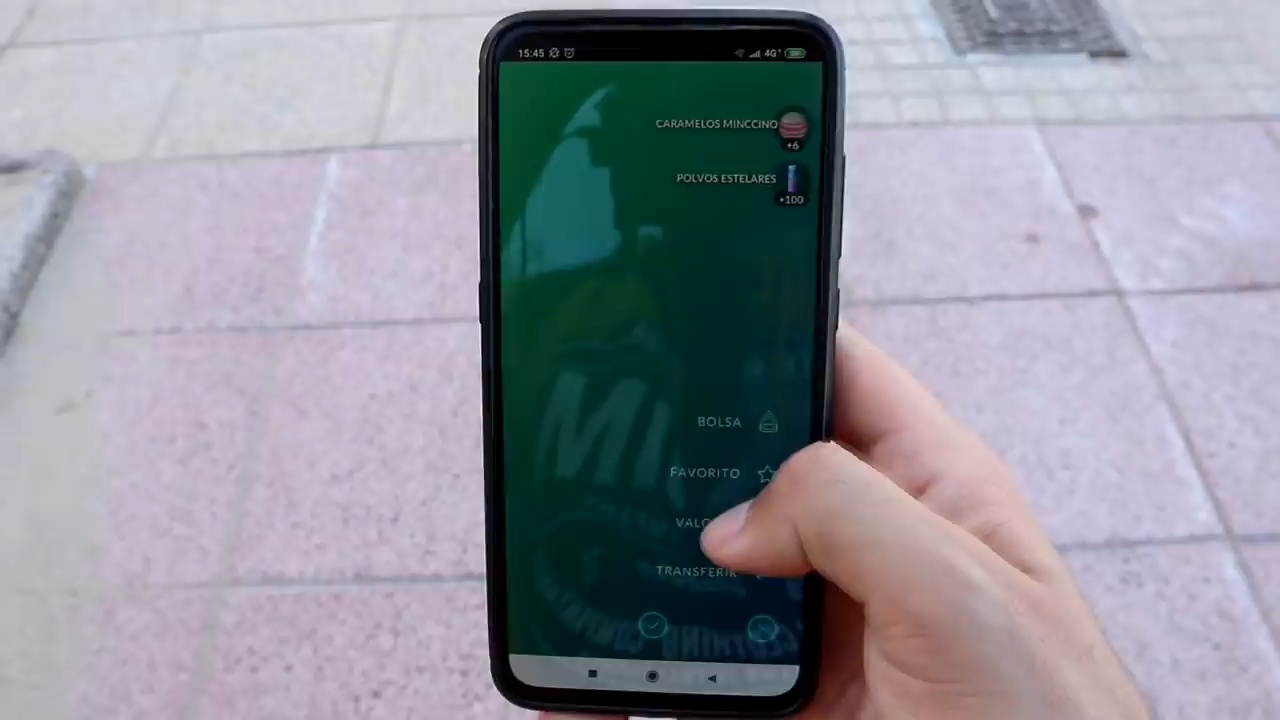 15:45 4G+
CARAMELOS MINCCINO
+6
POLVOS ESTELARES
+100
BOLSA
FAVORITO
TRANSFERIR